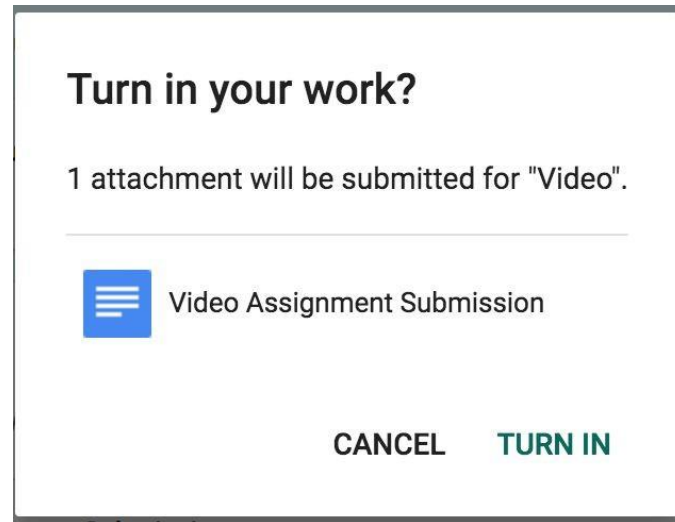 Turn in your work?
1 attachment will be submitted for "Video".
Video Assignment Submission
CANCEL TURN IN